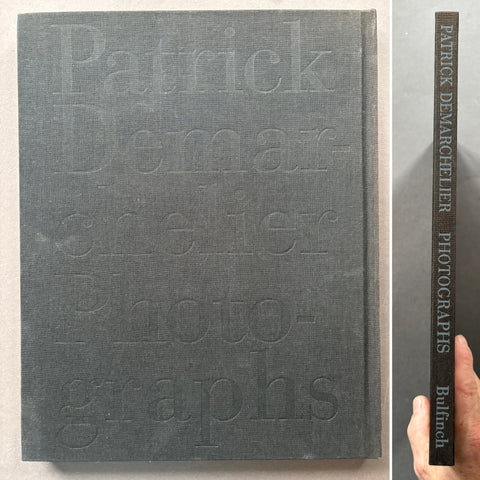 Patrick
Demar-
chelier
Photo-
graphs
PATRICK DEMARCHELIER PHOTOGRAPHS Bulfinch